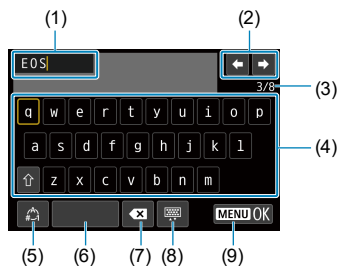 (1) (2)
EOS
3/8 (3)
q w e r t y u i o p
a s d f g h j k l (4)
z x c v b n m
MENU OK
(5) (6) (7) (8) (9)